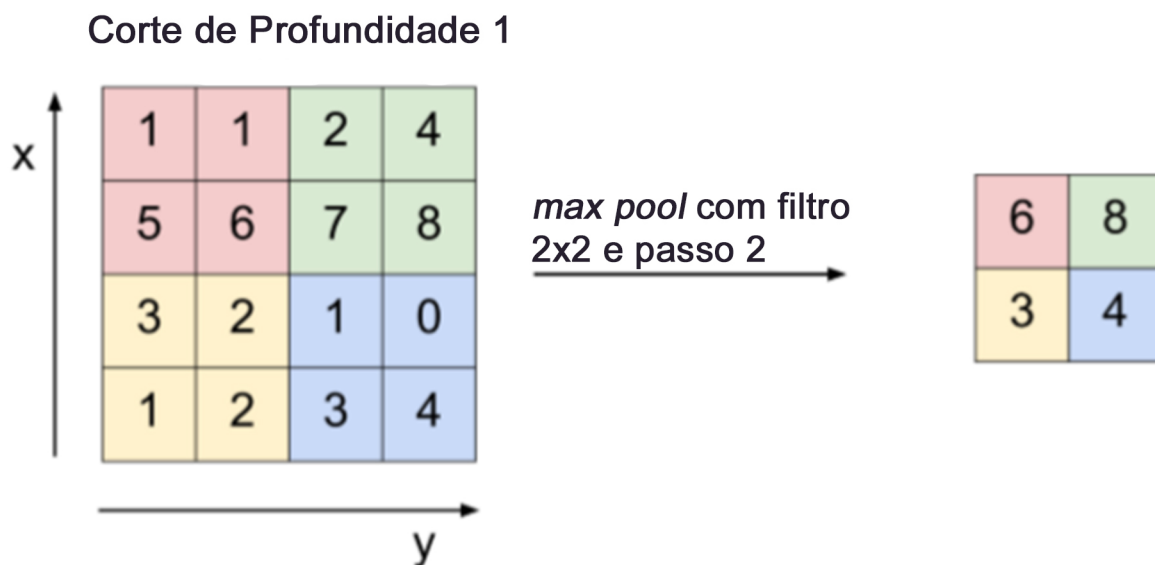 Corte de Profundidade 1
x
1 1 2 4
5 6 7 8
3 2 1 0
1 2 3 4
y
max pool com filtro
2x2 e passo 2
6 8
3 4